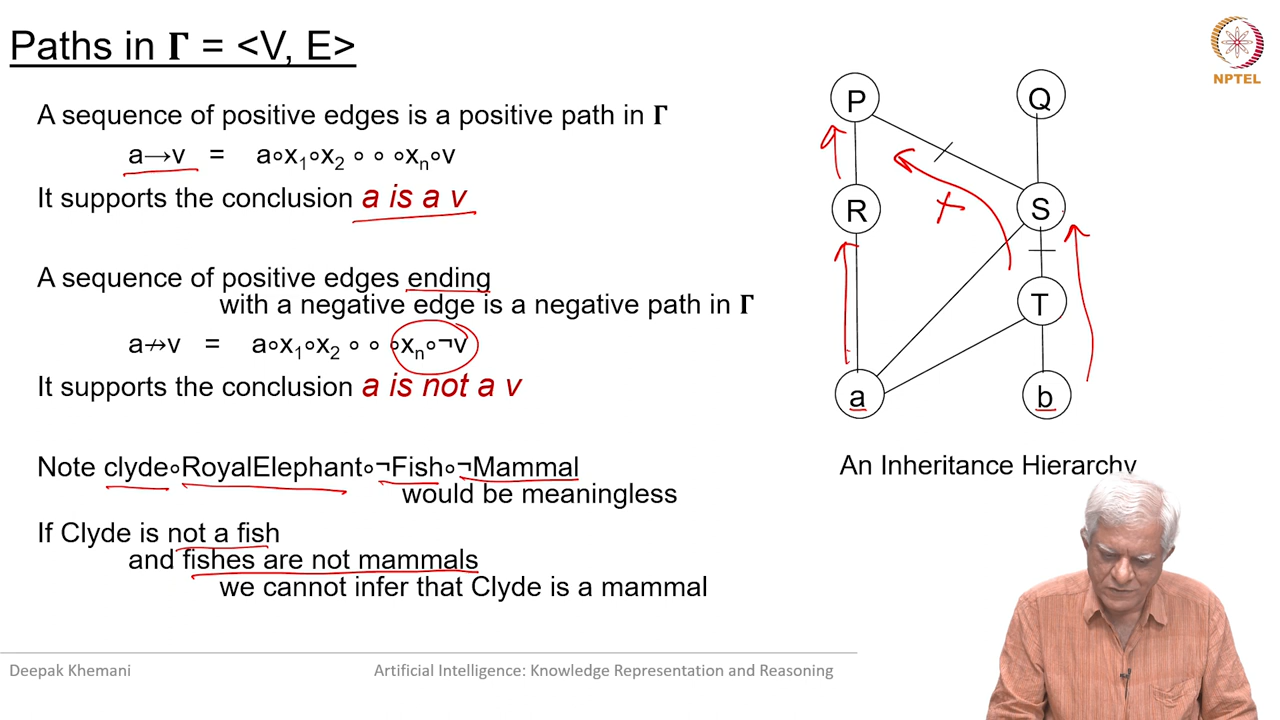 Paths in Γ = <V, E>
NPTEL
A sequence of positive edges is a positive path in Γ
a→v = a∘x₁∘x₂ ∘ ∘ ∘xₙ∘v
It supports the conclusion a is a v
A sequence of positive edges ending
with a negative edge is a negative path in Γ
a↛v = a∘x₁∘x₂ ∘ ∘ ∘xₙ∘¬v
It supports the conclusion a is not a v
Note clyde∘RoyalElephant∘¬Fish∘¬Mammal
would be meaningless
If Clyde is not a fish
and fishes are not mammals
we cannot infer that Clyde is a mammal
P Q
R S
T
a b
An Inheritance Hierarchy
Deepak Khemani
Artificial Intelligence: Knowledge Representation and Reasoning